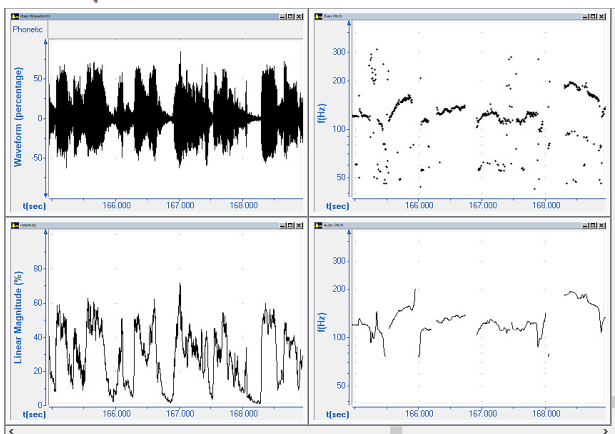 Raw Waveform
Phonetic
Waveform (percentage)
50
0
-50
t(sec)
166.000
167.000
168.000
Raw Pitch
f(Hz)
300
200
100
50
t(sec)
166.000
167.000
168.000
Intensity
Linear Magnitude (%)
80
60
40
20
0
t(sec)
166.000
167.000
168.000
Auto Pitch
f(Hz)
300
200
100
50
t(sec)
166.000
167.000
168.000